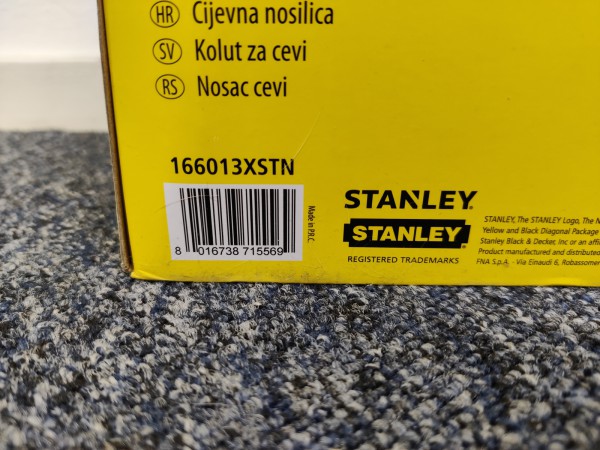 HR Cijevna nosilica
SV Kolut za cevi
RS Nosac cevi
166013XSTN
8 016738 715569
Made in P.R.C
STANLEY
STANLEY
REGISTERED TRADEMARKS
STANLEY, The STANLEY Logo, The N
Yellow and Black Diagonal Package
Stanley Black & Decker, Inc or an affi
Product manufactured and distributed
FNA S.p.A. - Via Einaudi 6, Robassomer